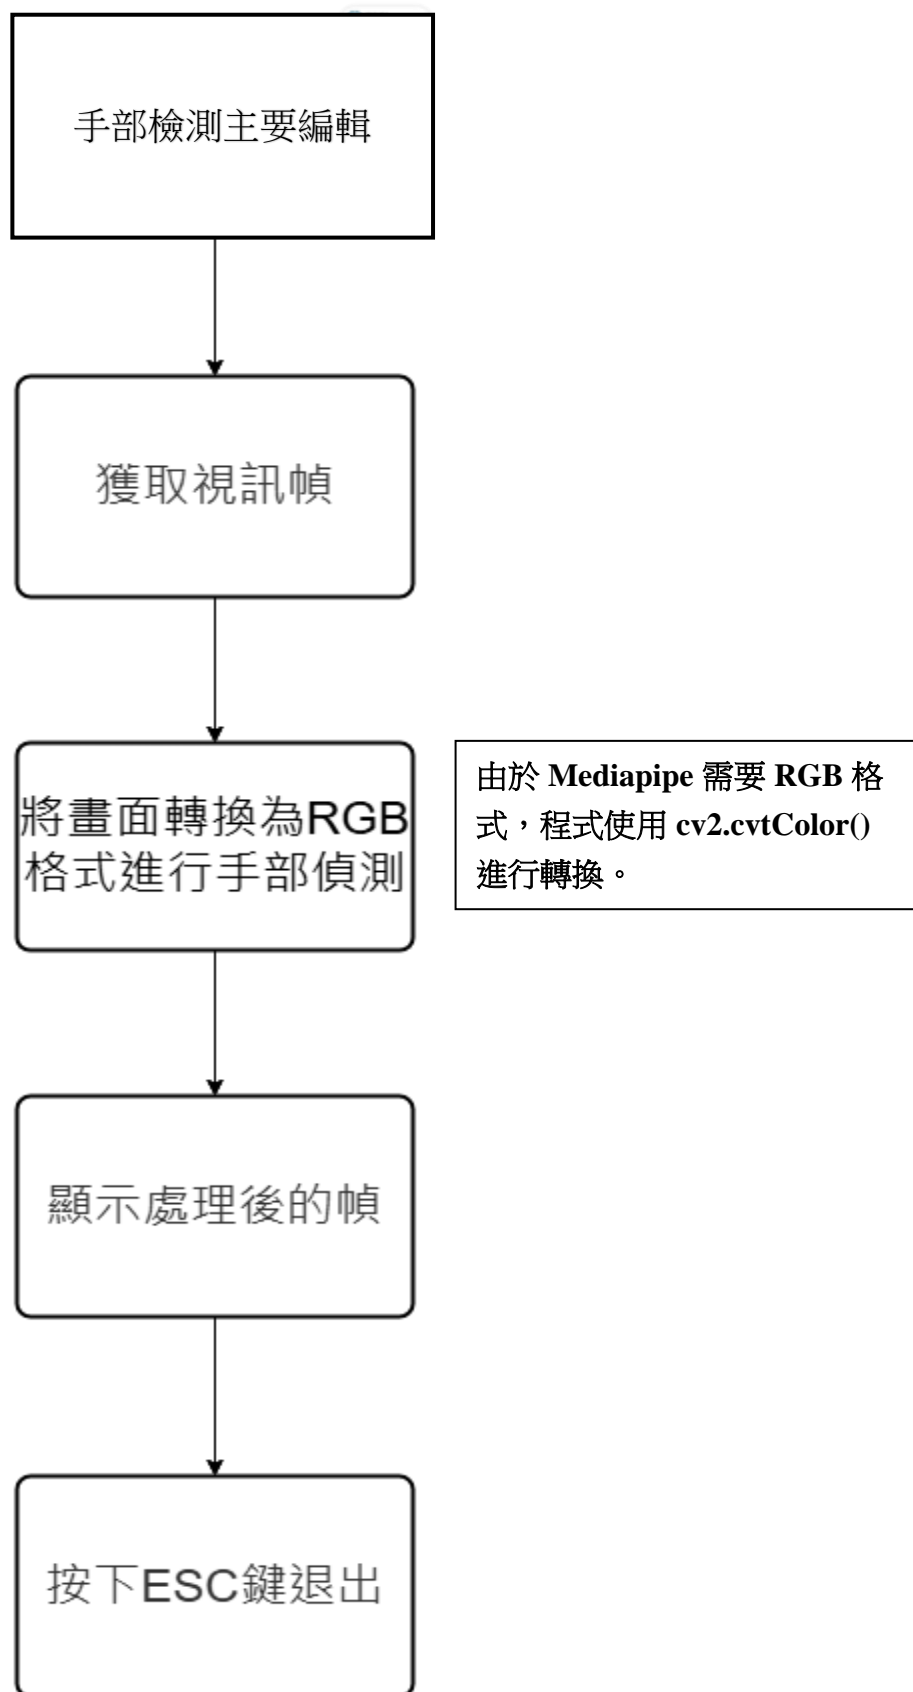 手部檢測主要編輯
獲取視訊幀
將畫面轉換為RGB
格式進行手部偵測
由於 Mediapipe 需要 RGB 格
式，程式使用 cv2.cvtColor()
進行轉換。
顯示處理後的幀
按下ESC鍵退出